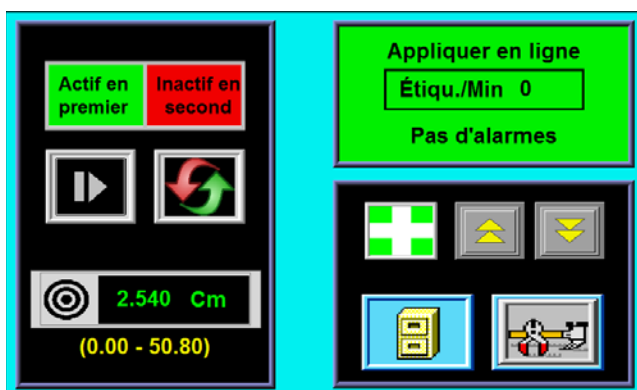 Actif en
premier
Inactif en
second
2.540 Cm
(0.00 - 50.80)
Appliquer en ligne
Étiqu./Min 0
Pas d'alarmes